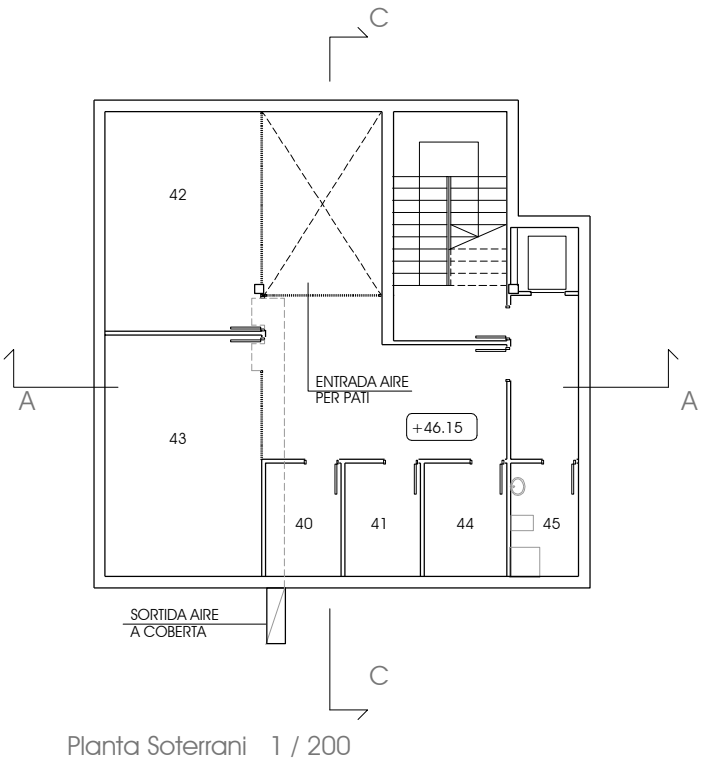 C
42
ENTRADA AIRE
PER PATI
A
A
+46.15
43
40
41
44
45
SORTIDA AIRE
A COBERTA
C
Planta Soterrani 1 / 200